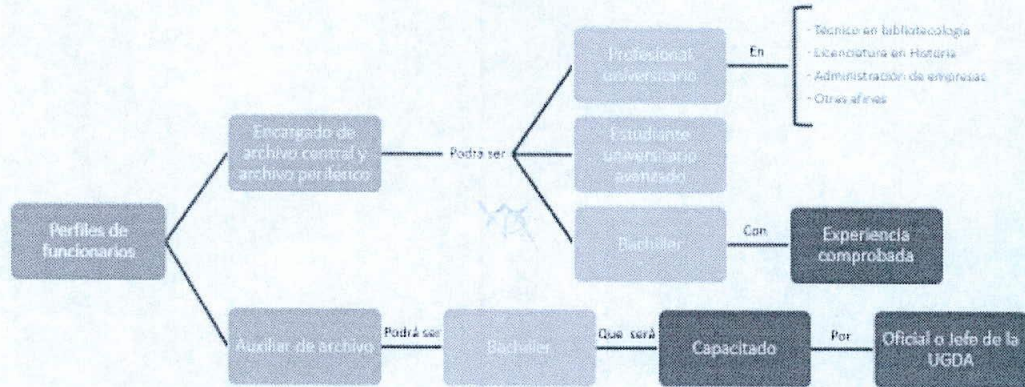 Perfiles de
funcionarios
Encargado de
archivo central y
archivo periférico
Podrá ser
Profesional
universitario
En
- Técnico en bibliotecología
- Licenciatura en Historia
- Administración de empresas
- Otras afines
Estudiante
universitario
avanzado
Bachiller
Con
Experiencia
comprobada
Auxiliar de archivo
Podrá ser
Bachiller
Que será
Capacitado
Por
Oficial o Jefe de la
UGDA